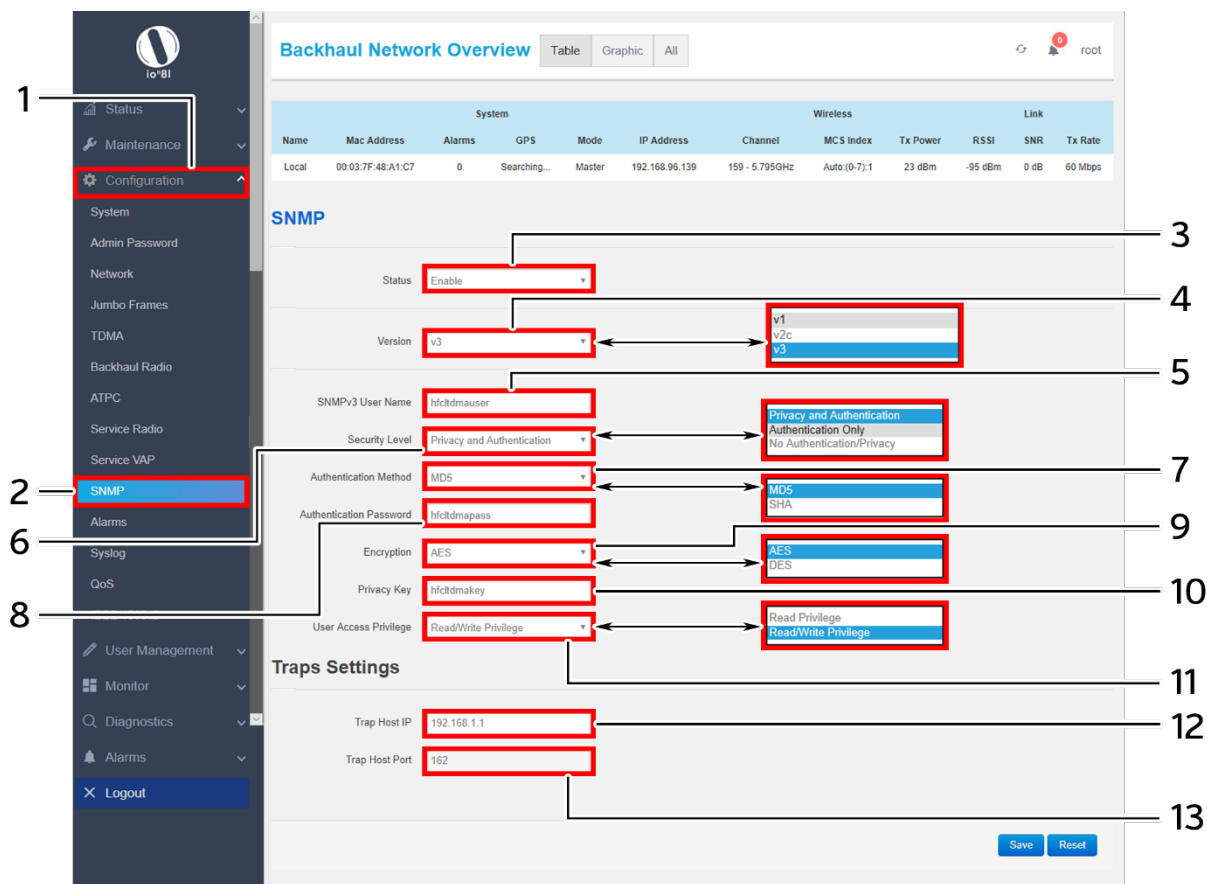 io"8l
Backhaul Network Overview
Table Graphic All
0
root
1
Status
Maintenance
Configuration
System
Admin Password
Network
Jumbo Frames
TDMA
Backhaul Radio
ATPC
Service Radio
Service VAP
2
SNMP
Alarms
6
Syslog
QoS
8
User Management
Monitor
Diagnostics
Alarms
Logout
System Wireless Link
Name Mac Address Alarms GPS Mode IP Address Channel MCS Index Tx Power RSSI SNR Tx Rate
Local 00:03:7F:48:A1:C7 0 Searching... Master 192.168.96.139 159 - 5.795GHz Auto:(0-7):1 23 dBm -95 dBm 0 dB 60 Mbps
SNMP
3
Status Enable
4
Version v3
v1
v2c
v3
5
SNMPv3 User Name hfcltdmauser
Security Level Privacy and Authentication
Privacy and Authentication
Authentication Only
No Authentication/Privacy
7
Authentication Method MD5
MD5
SHA
Authentication Password hfcltdmapass
9
Encryption AES
AES
DES
Privacy Key hfcltdmakey
10
User Access Privilege Read/Write Privilege
Read Privilege
Read/Write Privilege
Traps Settings
11
Trap Host IP 192.168.1.1
12
Trap Host Port 162
13
Save Reset